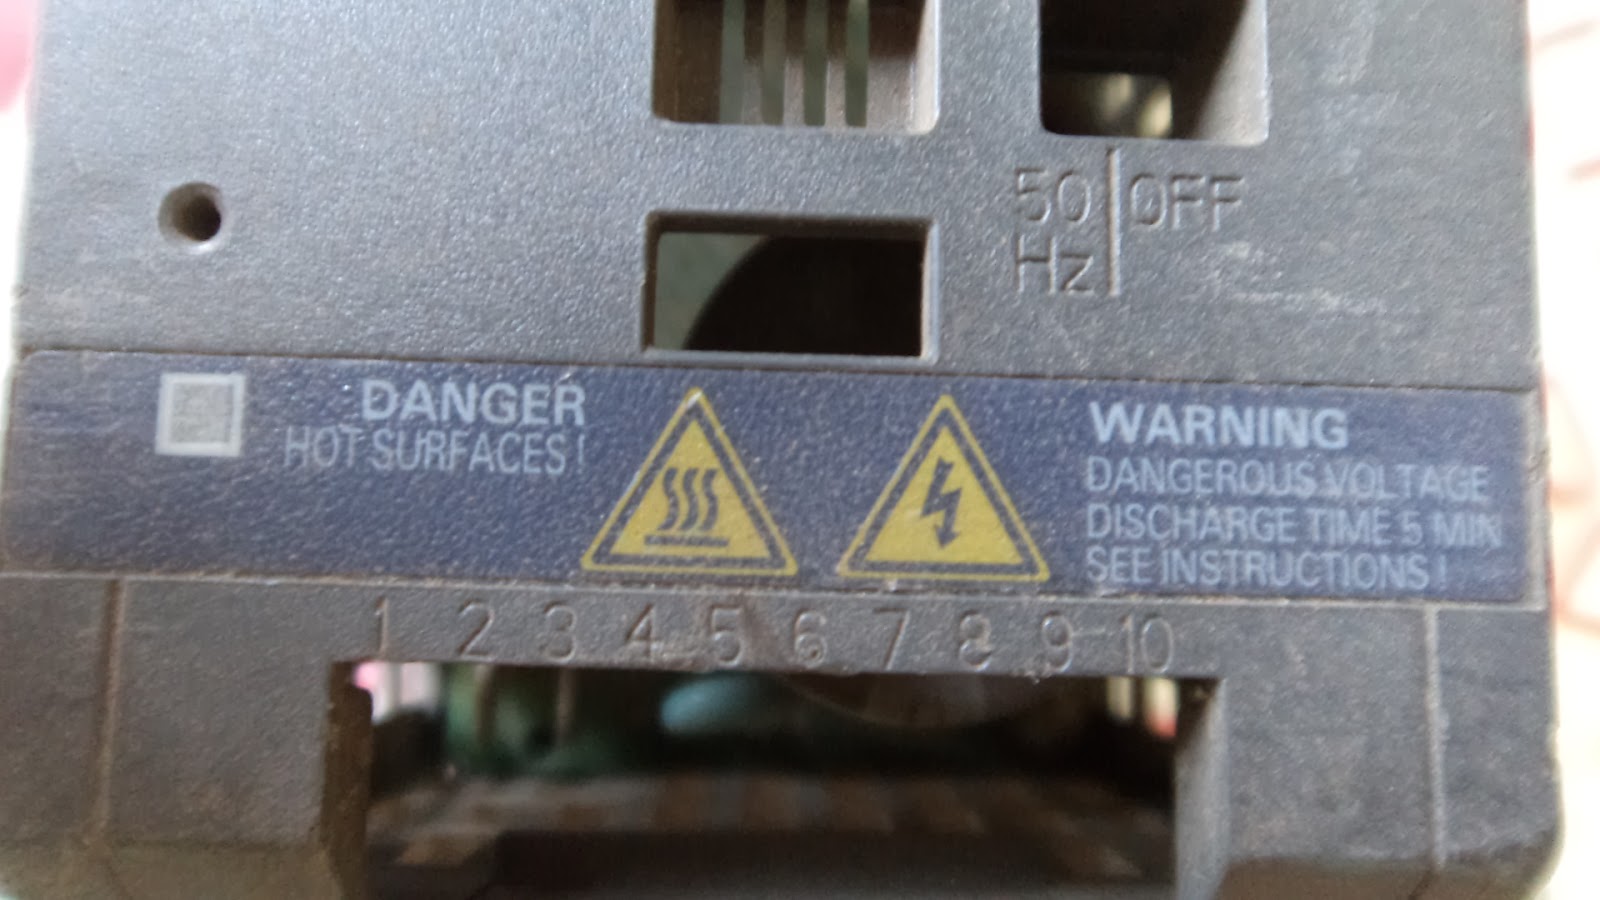 50 OFF
Hz
DANGER
HOT SURFACES!
WARNING
DANGEROUS VOLTAGE
DISCHARGE TIME 5 MIN
SEE INSTRUCTIONS!
1 2 3 4 5 6 7 8 9 10